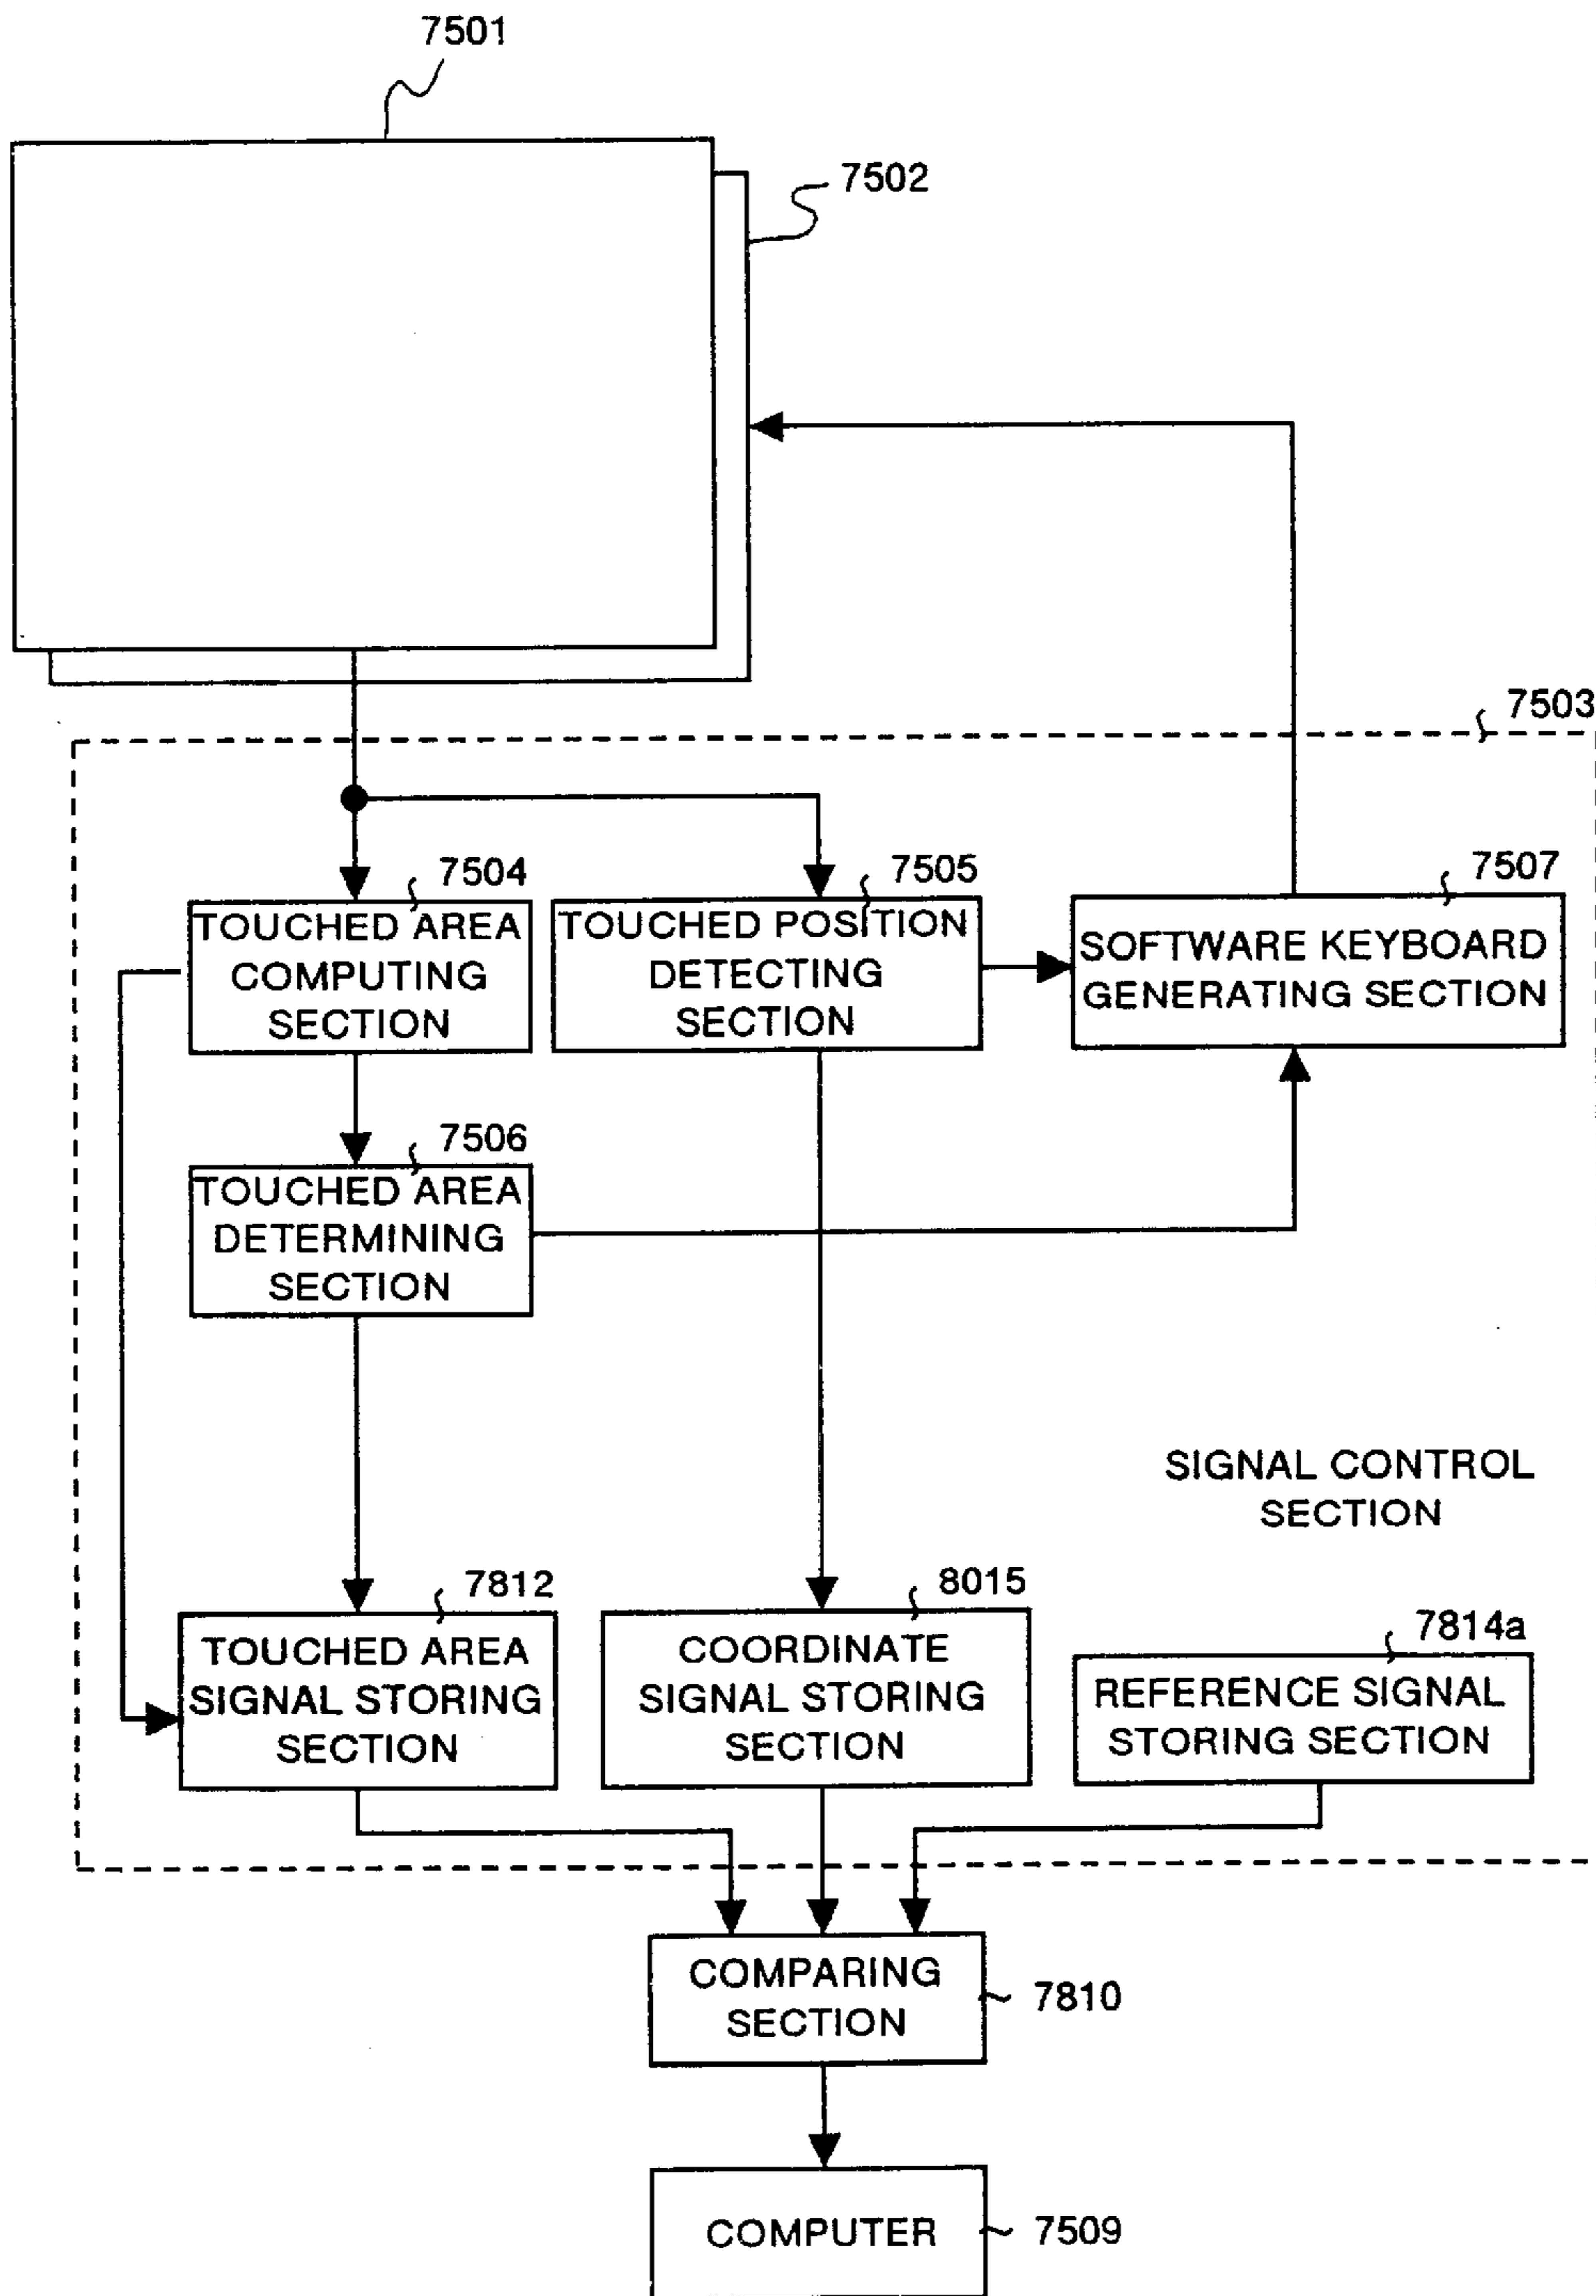 7501
7502
7503
7504
7505
7507
TOUCHED AREA
COMPUTING
SECTION
TOUCHED POSITION
DETECTING
SECTION
SOFTWARE KEYBOARD
GENERATING SECTION
7506
TOUCHED AREA
DETERMINING
SECTION
SIGNAL CONTROL
SECTION
7812
8015
7814a
TOUCHED AREA
SIGNAL STORING
SECTION
COORDINATE
SIGNAL STORING
SECTION
REFERENCE SIGNAL
STORING SECTION
COMPARING
SECTION
7810
COMPUTER
7509